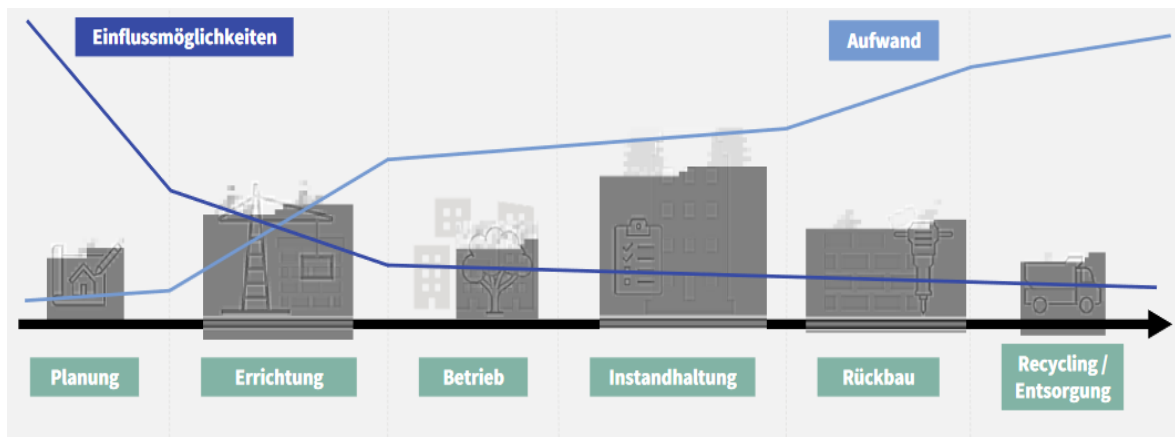 Einflussmöglichkeiten
Aufwand
Planung
Errichtung
Betrieb
Instandhaltung
Rückbau
Recycling /
Entsorgung